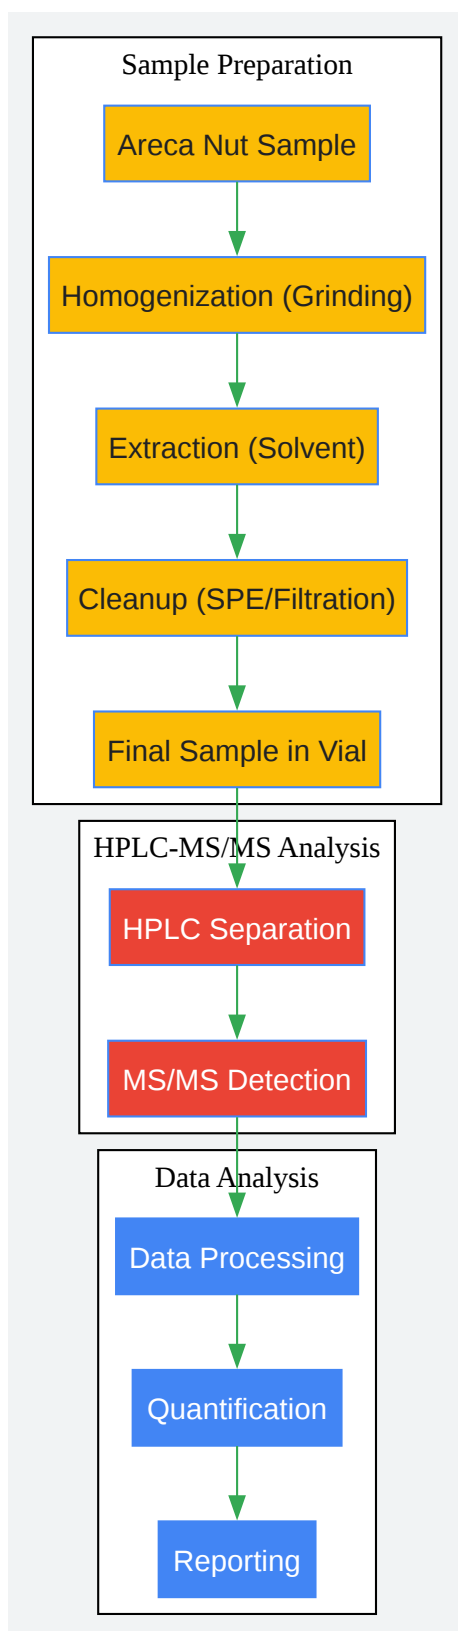 Sample Preparation
Areca Nut Sample
Homogenization (Grinding)
Extraction (Solvent)
Cleanup (SPE/Filtration)
Final Sample in Vial
HPLC-MS/MS Analysis
HPLC Separation
MS/MS Detection
Data Analysis
Data Processing
Quantification
Reporting